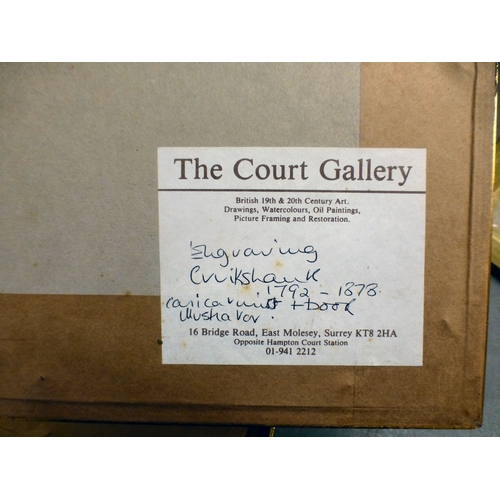 The Court Gallery
British 19th & 20th Century Art.
Drawings, Watercolours, Oil Paintings,
Picture Framing and Restoration.
Engraving
Cruikshank
1792 - 1878.
caricaturist + book
illustrator.
16 Bridge Road, East Molesey, Surrey KT8 2HA
Opposite Hampton Court Station
01-941 2212